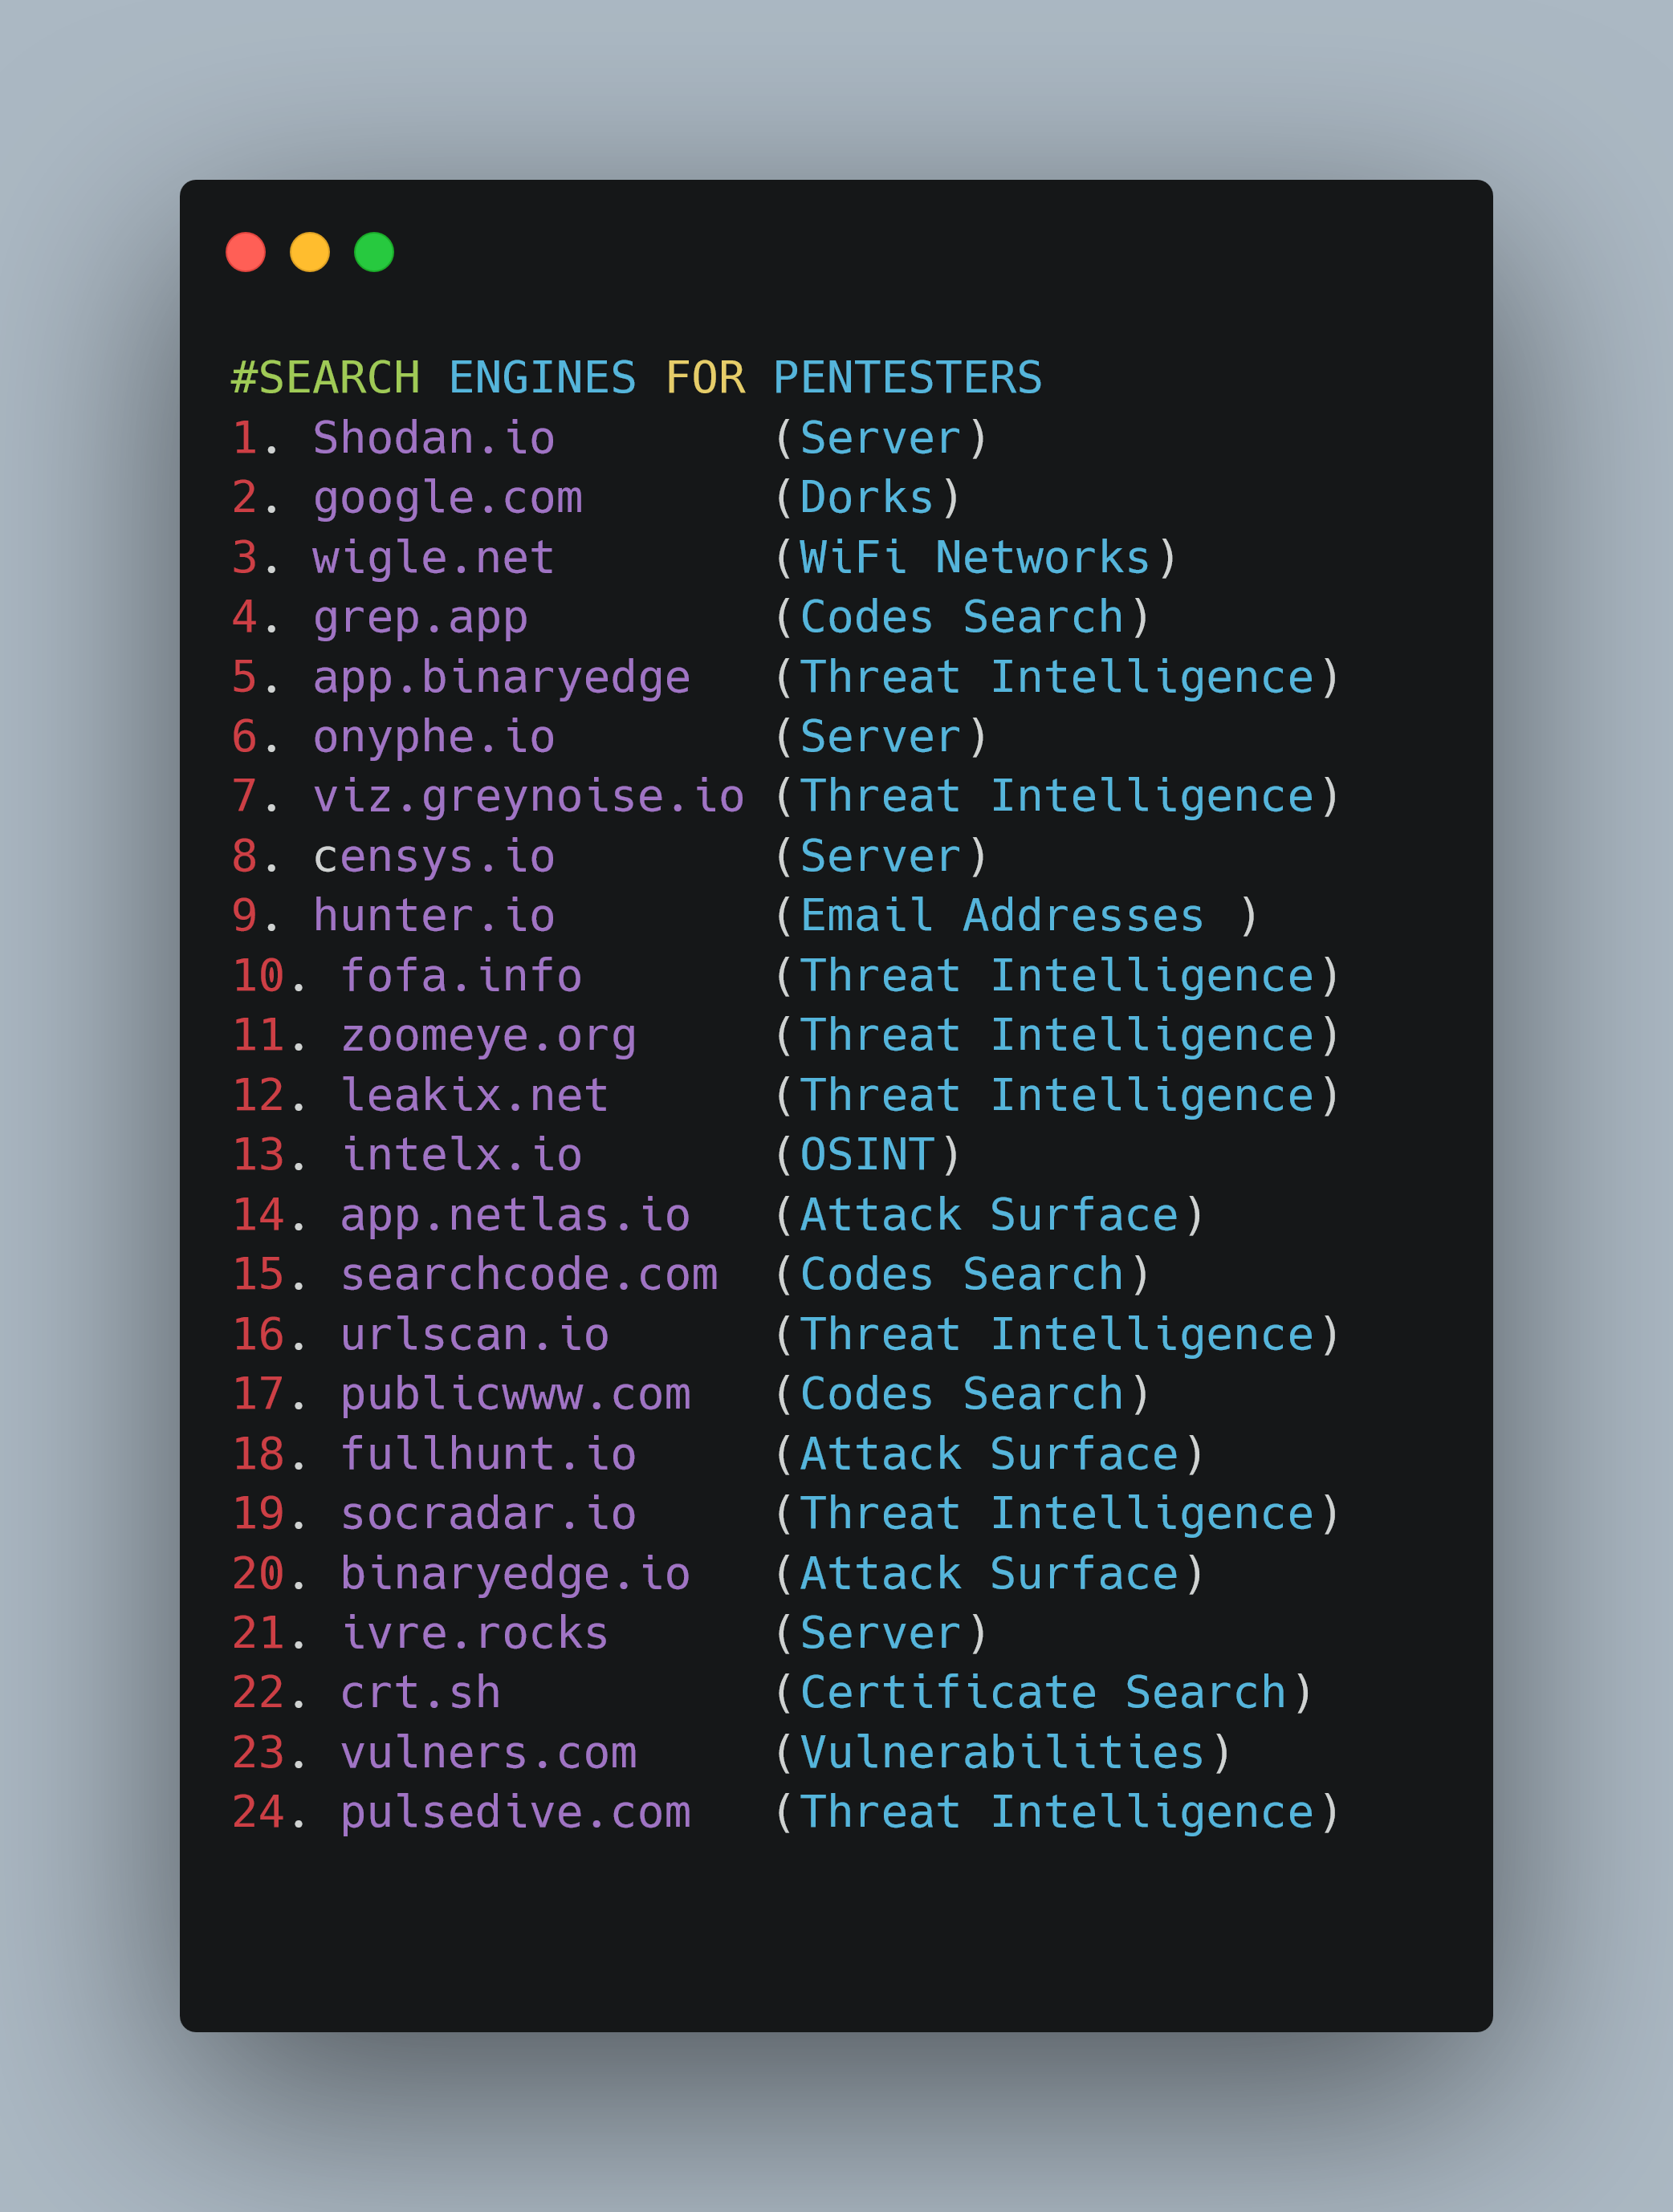 #SEARCH ENGINES FOR PENTESTERS
1. Shodan.io        (Server)
2. google.com       (Dorks)
3. wigle.net        (WiFi Networks)
4. grep.app         (Codes Search)
5. app.binaryedge   (Threat Intelligence)
6. onyphe.io        (Server)
7. viz.greynoise.io (Threat Intelligence)
8. censys.io        (Server)
9. hunter.io        (Email Addresses )
10. fofa.info       (Threat Intelligence)
11. zoomeye.org     (Threat Intelligence)
12. leakix.net      (Threat Intelligence)
13. intelx.io       (OSINT)
14. app.netlas.io   (Attack Surface)
15. searchcode.com  (Codes Search)
16. urlscan.io      (Threat Intelligence)
17. publicwww.com   (Codes Search)
18. fullhunt.io     (Attack Surface)
19. socradar.io     (Threat Intelligence)
20. binaryedge.io   (Attack Surface)
21. ivre.rocks      (Server)
22. crt.sh          (Certificate Search)
23. vulners.com     (Vulnerabilities)
24. pulsedive.com   (Threat Intelligence)